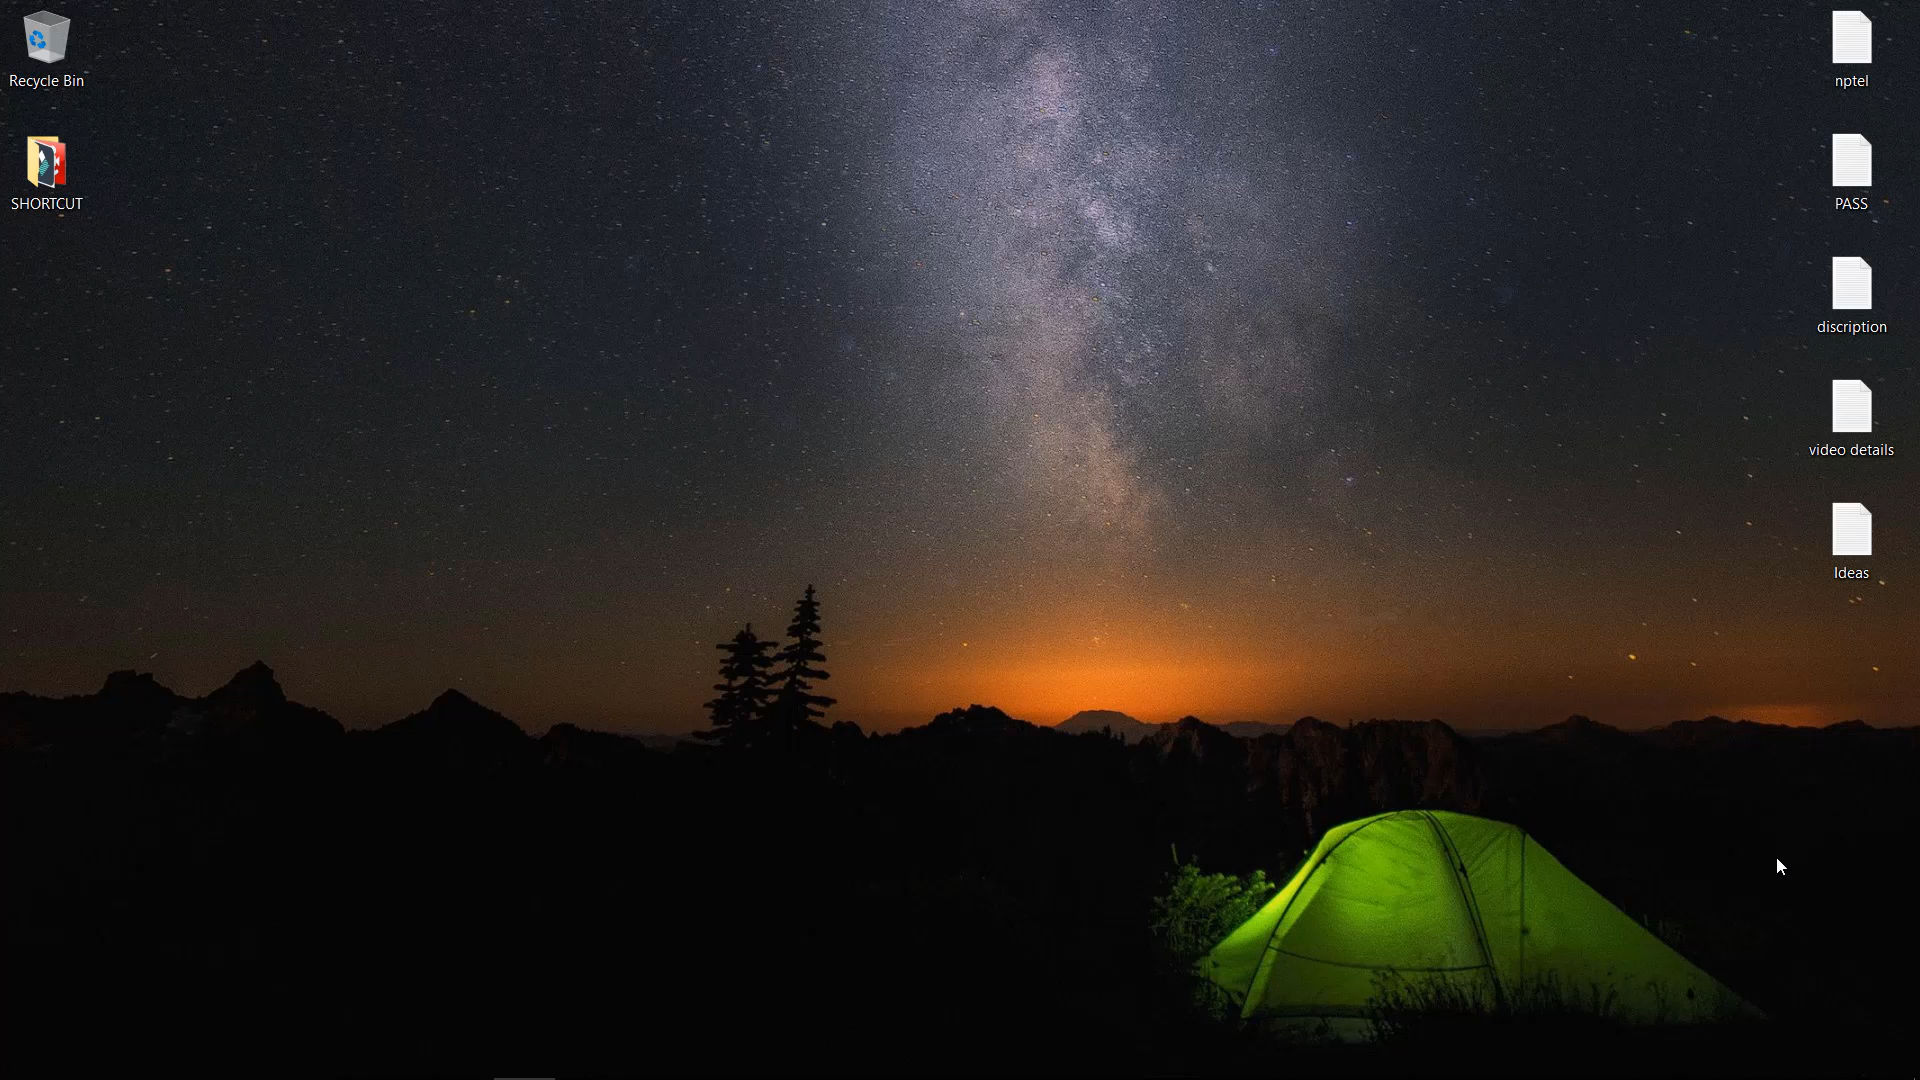 Recycle Bin
SHORTCUT
nptel
PASS
discription
video details
Ideas